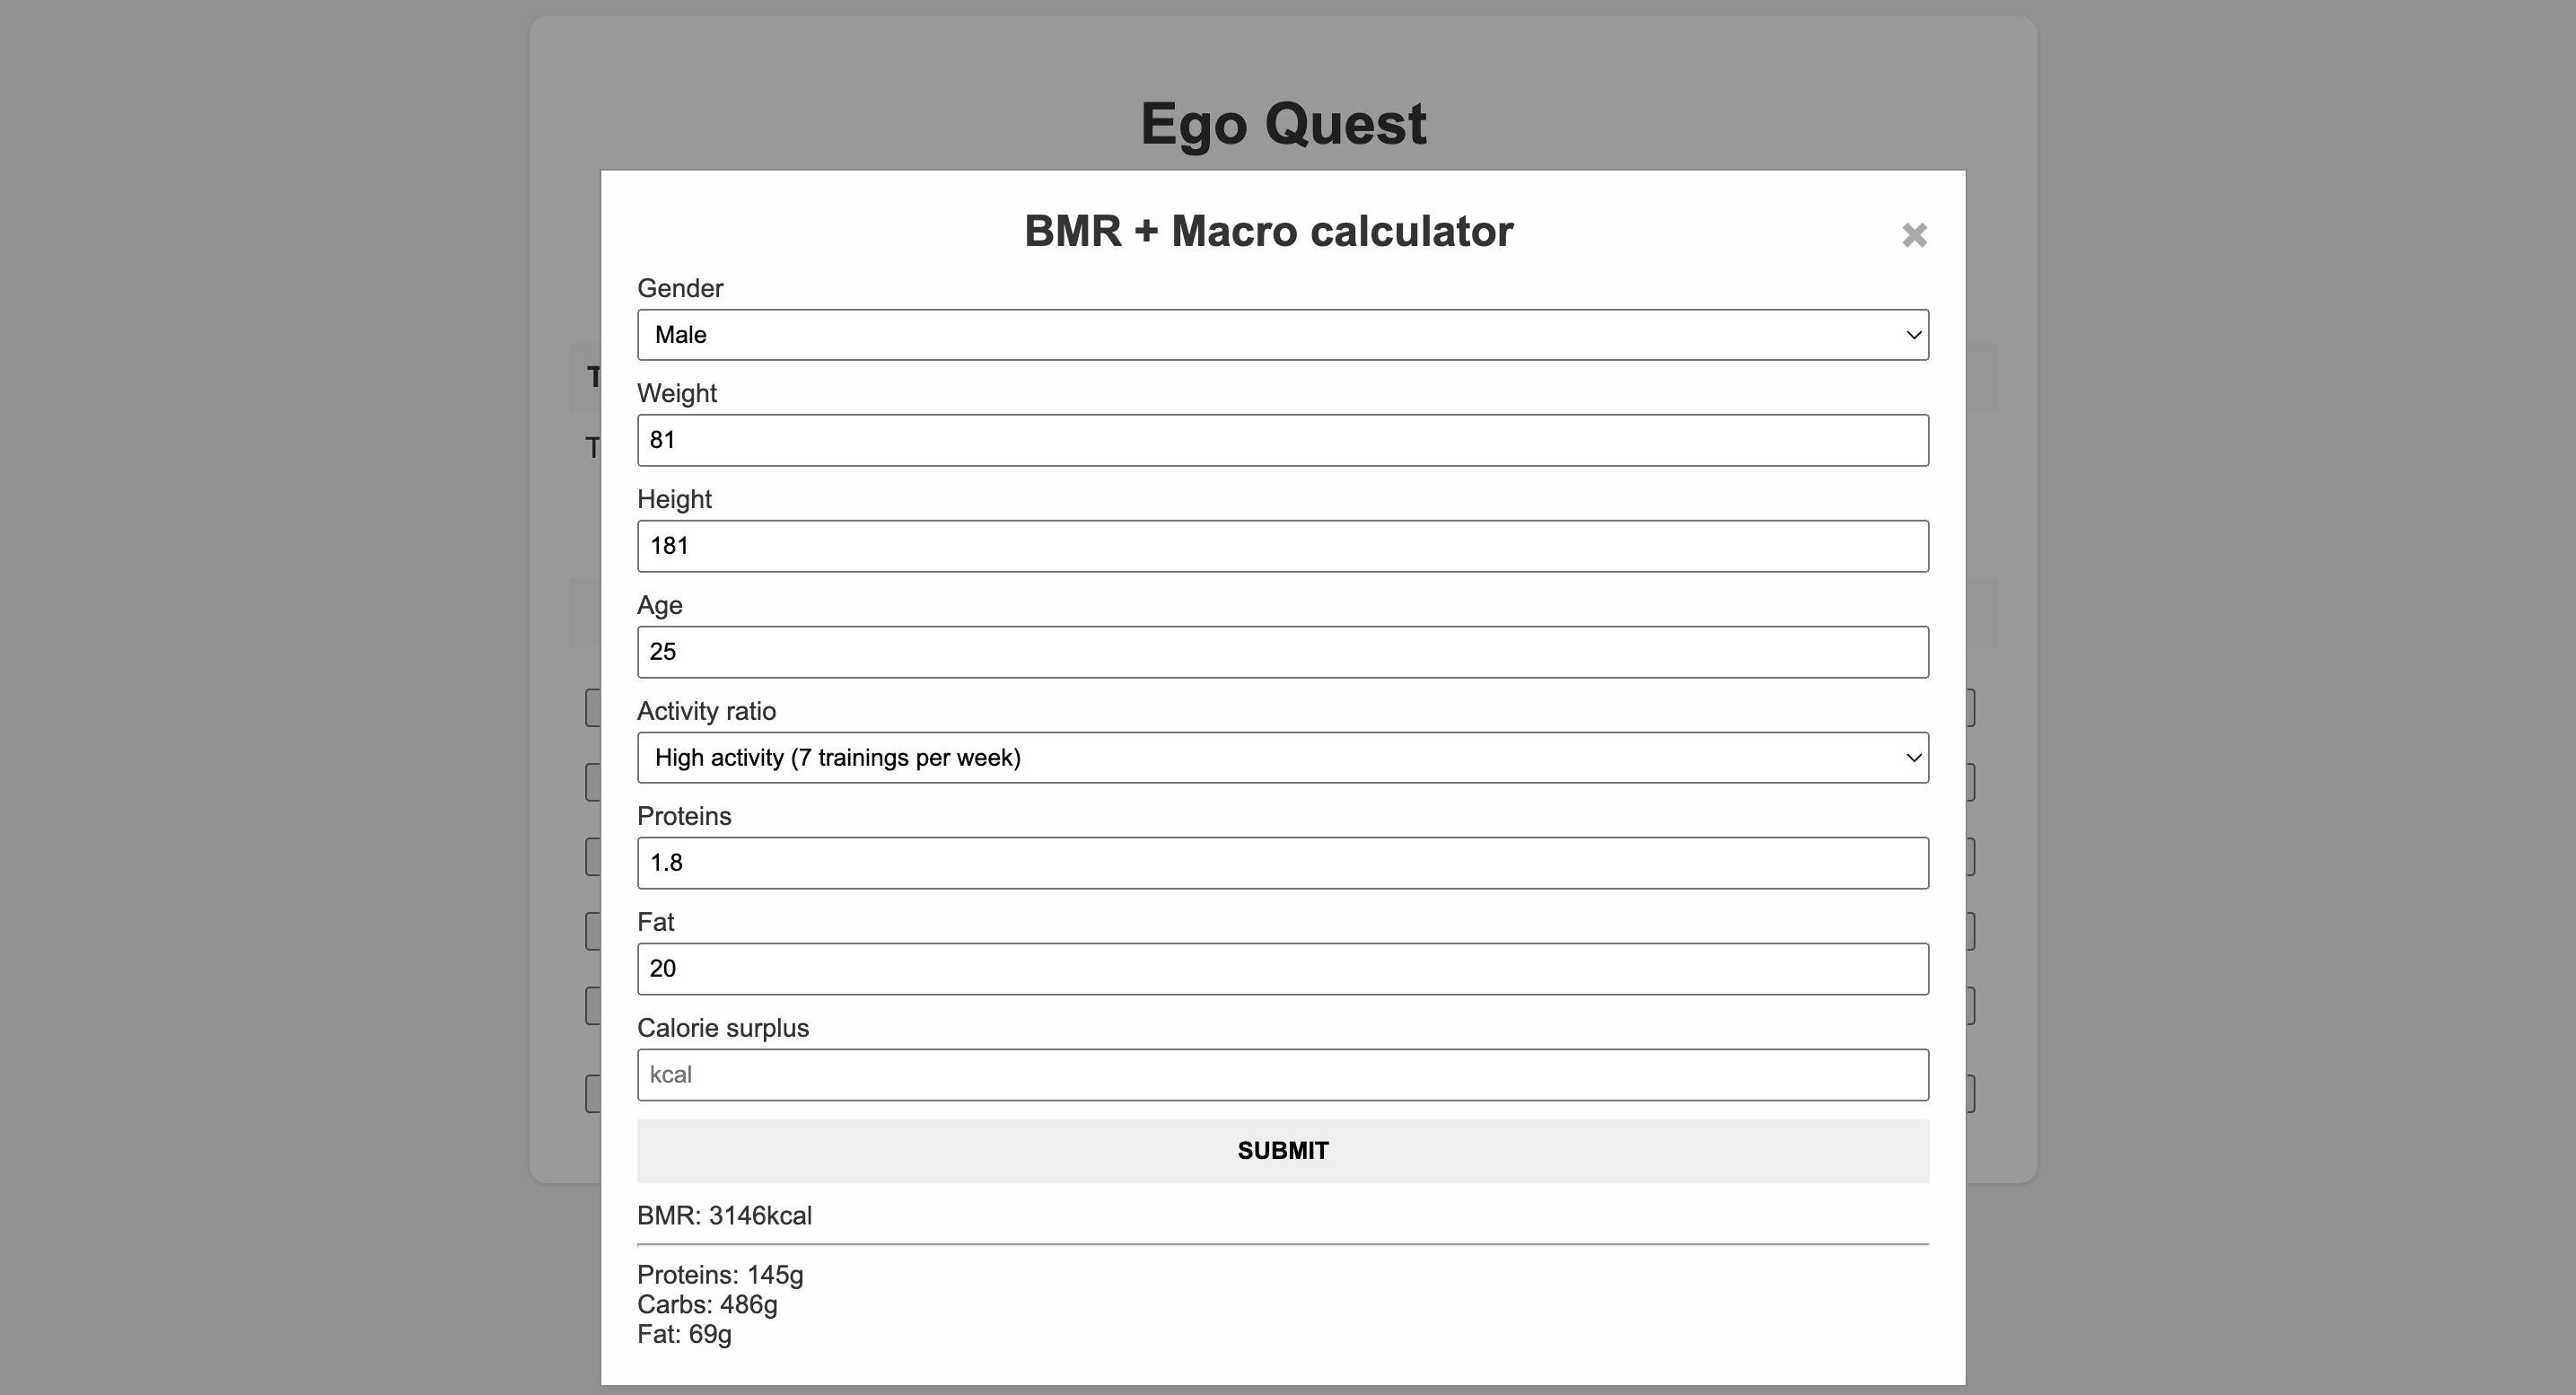 Ego Quest
BMR + Macro calculator
Gender
Male
Weight
81
Height
181
Age
25
Activity ratio
High activity (7 trainings per week)
Proteins
1.8
Fat
20
Calorie surplus
kcal
SUBMIT
BMR: 3146kcal
Proteins: 145g
Carbs: 486g
Fat: 69g